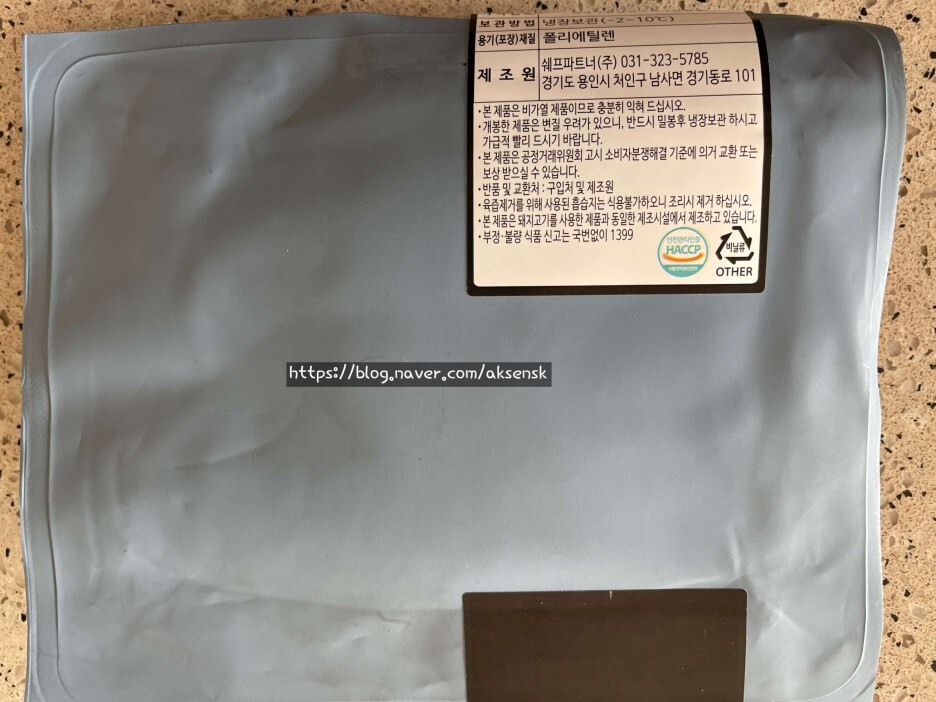 보관방법 냉장보관(-2~10℃)
용기(포장)재질 폴리에틸렌
제조원 쉐프파트너(주) 031-323-5785
경기도 용인시 처인구 남사면 경기동로 101
·본 제품은 비가열 제품이므로 충분히 익혀 드십시오.
·개봉한 제품은 변질 우려가 있으니, 반드시 밀봉후 냉장보관 하시고
가급적 빨리 드시기 바랍니다.
·본 제품은 공정거래위원회 고시 소비자분쟁해결 기준에 의거 교환 또는
보상 받으실 수 있습니다.
·반품 및 교환처 : 구입처 및 제조원
·육즙제거를 위해 사용된 흡습지는 식용불가하오니 조리시 제거 하십시오.
·본 제품은 돼지고기를 사용한 제품과 동일한 제조시설에서 제조하고 있습니다.
·부정·불량 식품 신고는 국번없이 1399
안전관리인증
HACCP
비닐류
OTHER
https://blog.naver.com/aksensk